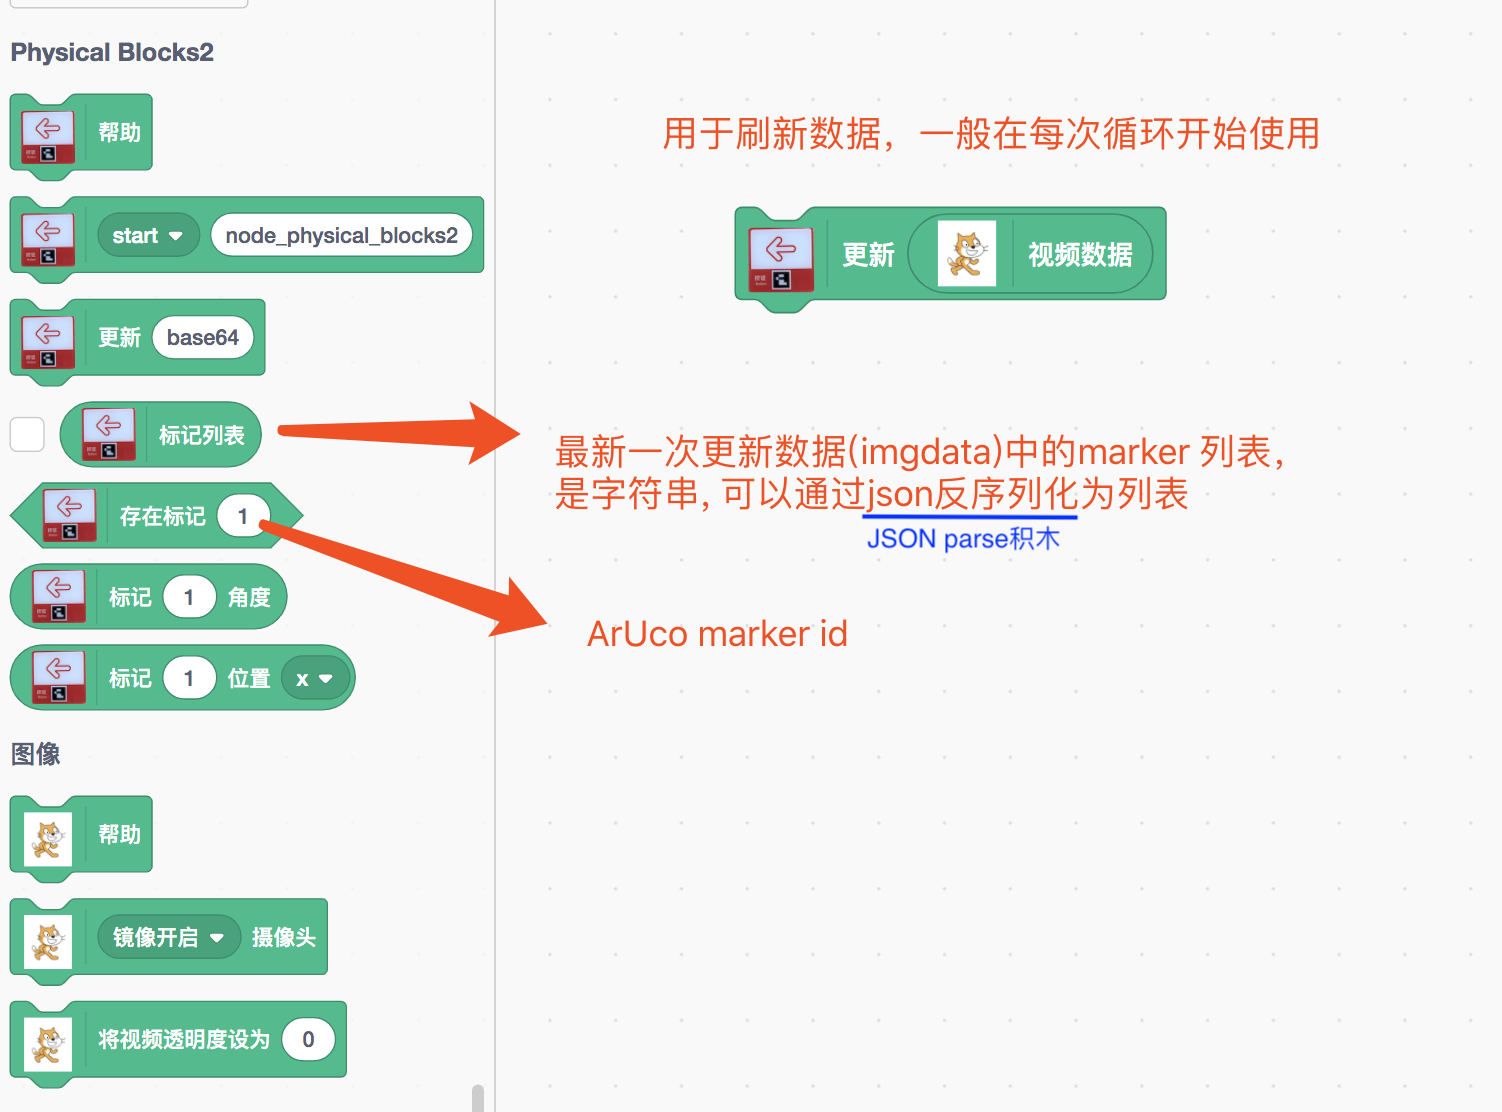 Physical Blocks2
帮助
start node_physical_blocks2
更新 base64
标记列表
存在标记 1
标记 1 角度
标记 1 位置 x
图像
帮助
镜像开启 摄像头
将视频透明度设为 0
用于刷新数据，一般在每次循环开始使用
更新 视频数据
最新一次更新数据(imgdata)中的marker 列表，
是字符串, 可以通过json反序列化为列表
JSON parse积木
ArUco marker id